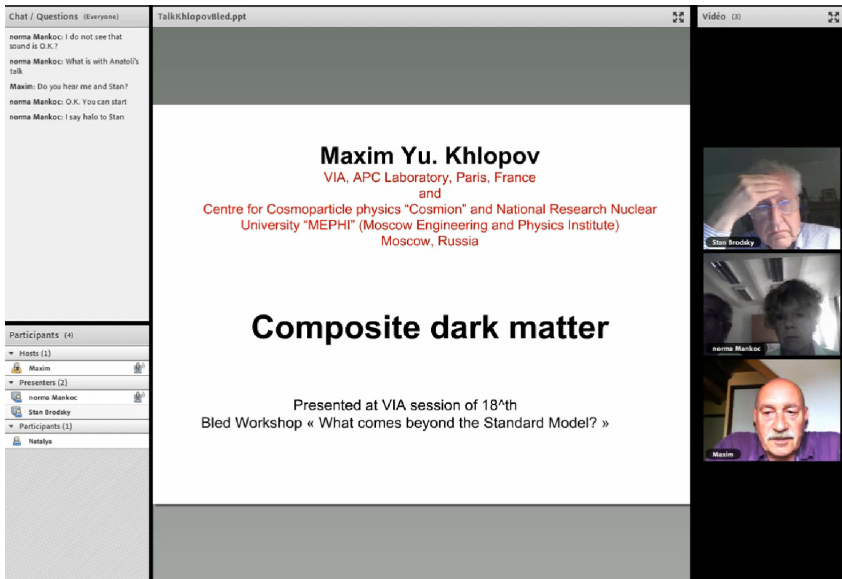 Chat / Questions (Everyone)
norma Mankoc: I do not see that
sound is O.K.?
norma Mankoc: What is with Anatoli's
talk
Maxim: Do you hear me and Stan?
norma Mankoc: O.K. You can start
norma Mankoc: I say halo to Stan
Participants (4)
Hosts (1)
Maxim
Presenters (2)
norma Mankoc
Stan Brodsky
Participants (1)
Natalya
TalkKhlopovBled.ppt
Maxim Yu. Khlopov
VIA, APC Laboratory, Paris, France
and
Centre for Cosmoparticle physics “Cosmion” and National Research Nuclear
University “MEPHI” (Moscow Engineering and Physics Institute)
Moscow, Russia
Composite dark matter
Presented at VIA session of 18^th
Bled Workshop « What comes beyond the Standard Model? »
Vidéo (3)
Stan Brodsky
norma Mankoc
Maxim